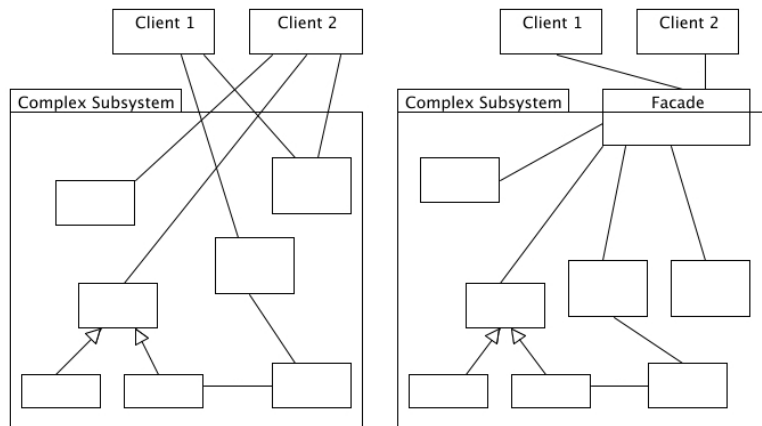 Client 1
Client 2
Complex Subsystem
Client 1
Client 2
Complex Subsystem
Facade